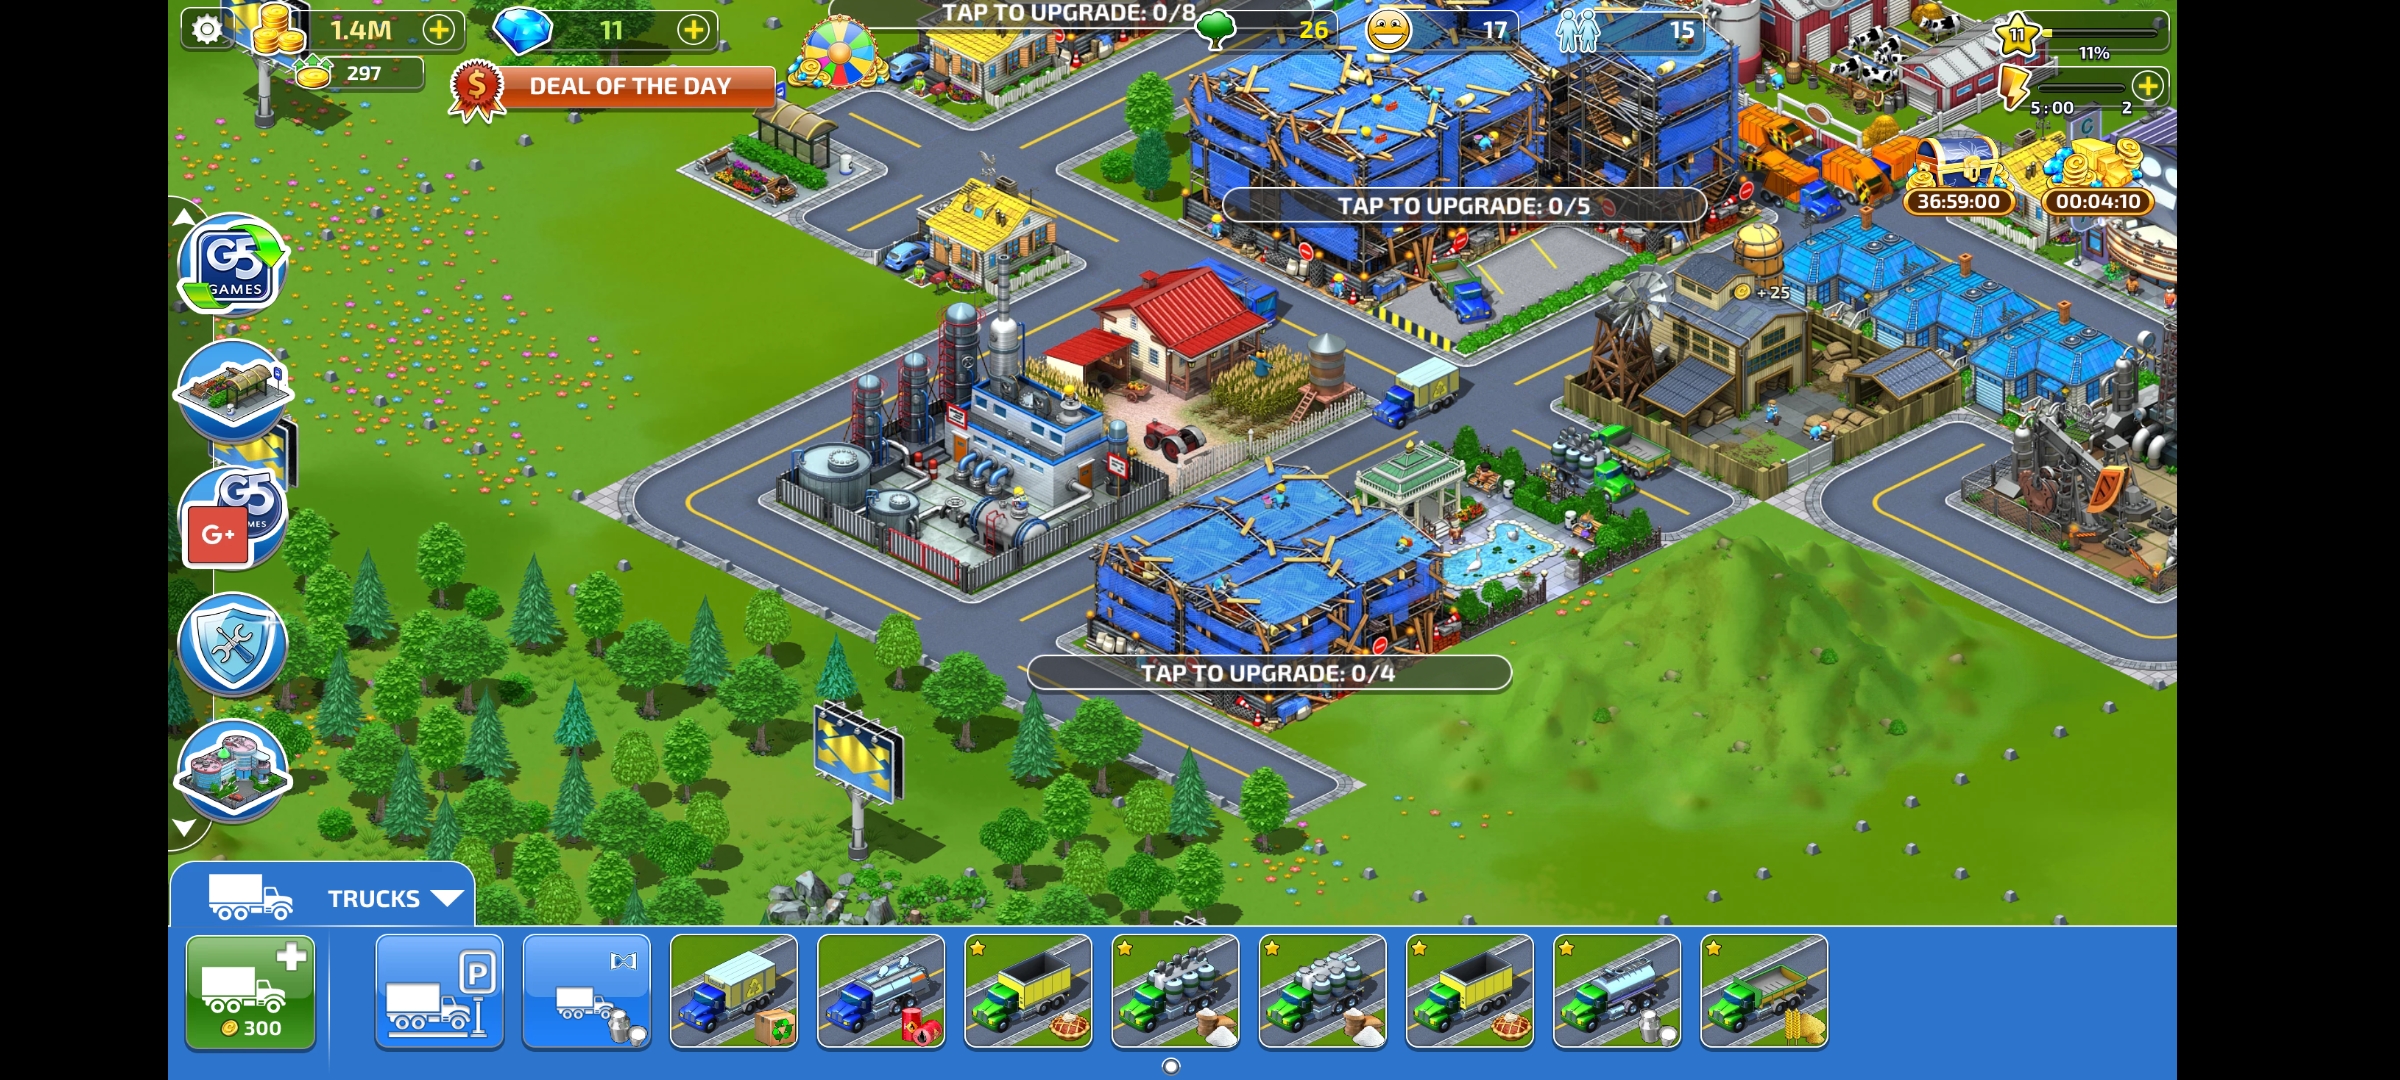 TAP TO UPGRADE: 0/8
1.4M
11
26
17
15
11
11%
297
DEAL OF THE DAY
5:00
2
TAP TO UPGRADE: 0/5
36:59:00
00:04:10
G5
GAMES
+25
C
G5
MES
G+
TAP TO UPGRADE: 0/4
TRUCKS
300
P